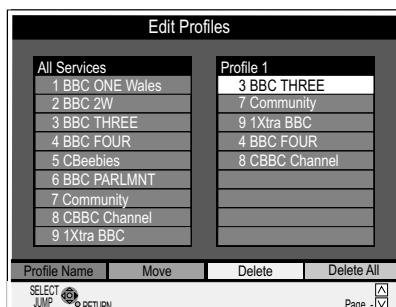 Edit Profiles
All Services
1 BBC ONE Wales
2 BBC 2W
3 BBC THREE
4 BBC FOUR
5 CBeebies
6 BBC PARLMNT
7 Community
8 CBBC Channel
9 1Xtra BBC
Profile 1
3 BBC THREE
7 Community
9 1Xtra BBC
4 BBC FOUR
8 CBBC Channel
Profile Name Move Delete Delete All
SELECT
JUMP RETURN
Page -